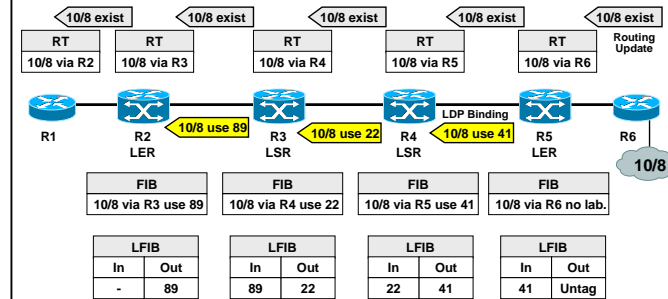 10/8 exist 10/8 exist 10/8 exist 10/8 exist 10/8 exist
RT RT RT RT RT Routing
Update
10/8 via R2 10/8 via R3 10/8 via R4 10/8 via R5 10/8 via R6
LDP Binding
10/8 use 89 10/8 use 22 10/8 use 41
R1 R2 R3 R4 R5 R6
LER LSR LSR LER
10/8
FIB FIB FIB FIB
10/8 via R3 use 89 10/8 via R4 use 22 10/8 via R5 use 41 10/8 via R6 no lab.
LFIB LFIB LFIB LFIB
In Out In Out In Out In Out
- 89 89 22 22 41 41 Untag